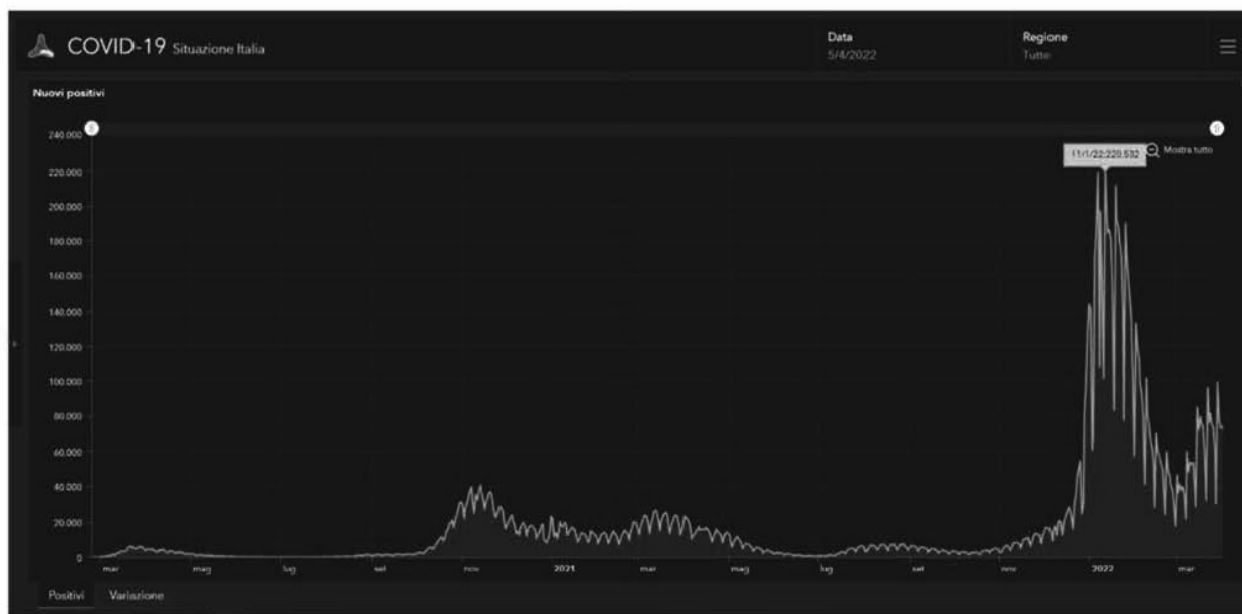 COVID-19 Situazione Italia
Data
5/4/2022
Regione
Tutte
Nuovi positivi
240.000
220.000
200.000
180.000
160.000
140.000
120.000
100.000
80.000
60.000
40.000
20.000
0
11/1/22:220.532
Mostra tutto
mar
mag
lug
set
nov
2021
mar
mag
lug
set
nov
2022
mar
Positivi
Variazione